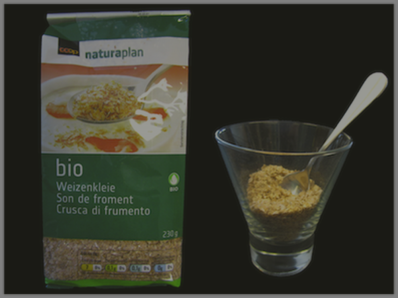 coop
naturaplan
bio
Weizenkleie
Son de froment
Crusca di frumento
BIO
230g